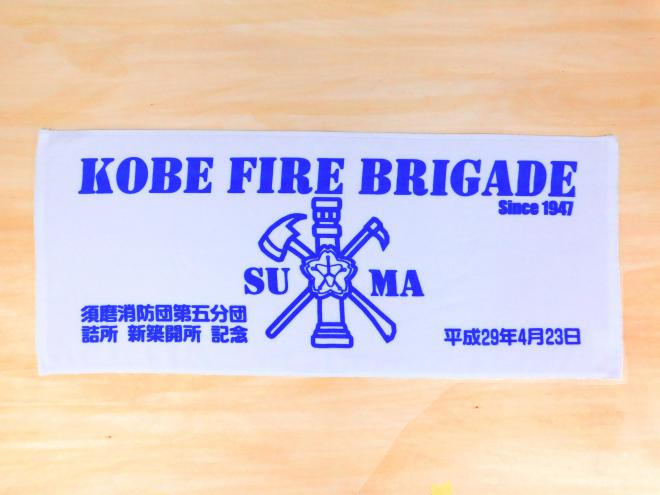 KOBE FIRE BRIGADE
Since 1947
SU MA
須磨消防団第五分団
詰所 新築開所 記念
平成29年4月23日